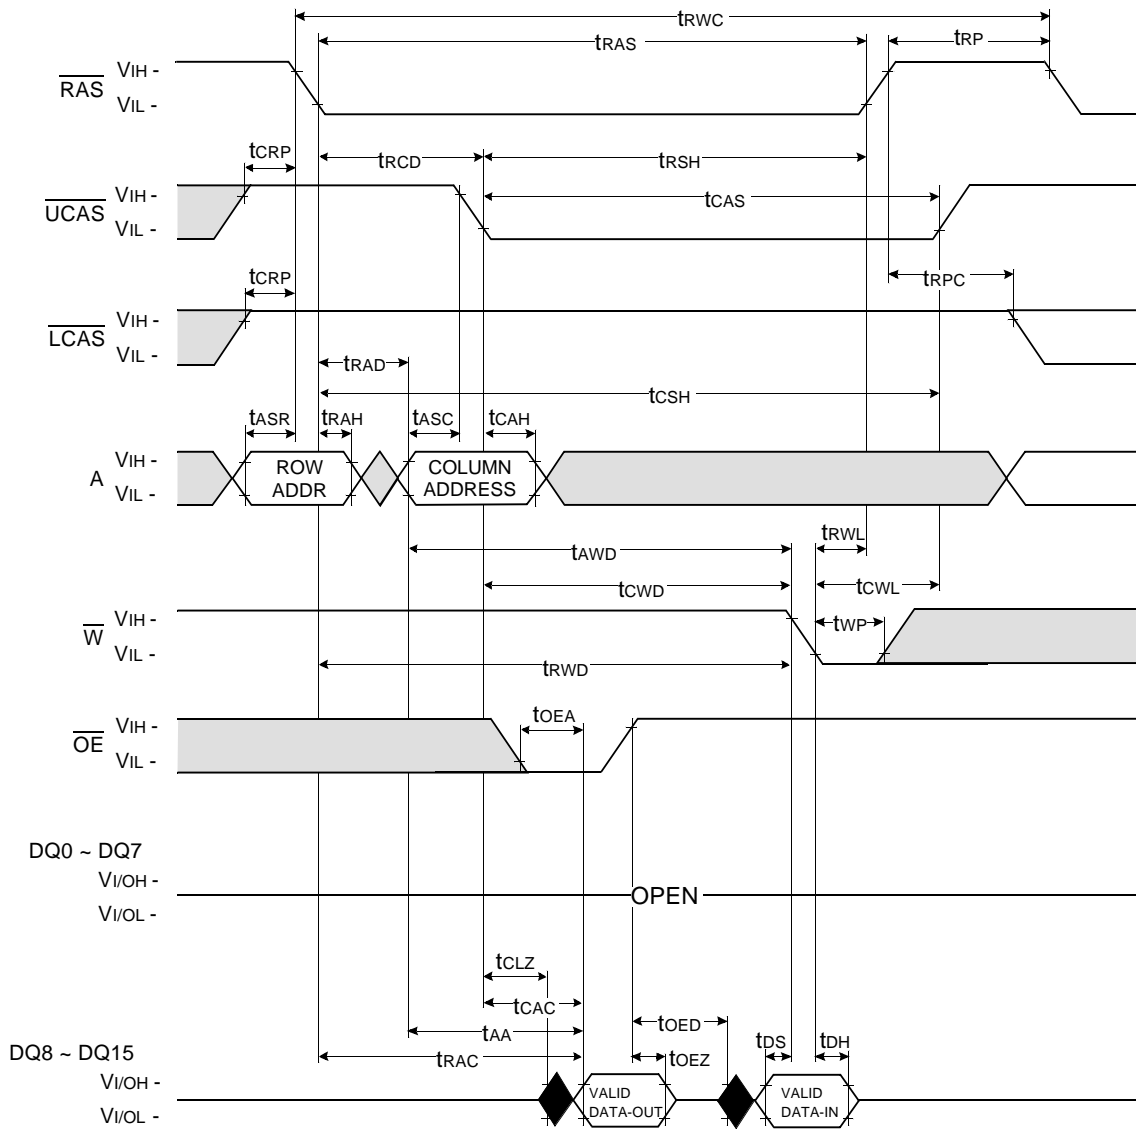 tRWC
tRAS
tRP
RAS
VIH -
VIL -
tCRP
tRCD
tRSH
UCAS
VIH -
VIL -
tCAS
tCRP
tRPC
LCAS
VIH -
VIL -
tRAD
tCSH
tASR
tRAH
tASC
tCAH
A
VIH -
VIL -
ROW
ADDR
COLUMN
ADDRESS
tRWL
tAWD
tCWD
tCWL
W
VIH -
VIL -
tWP
tRWD
OE
VIH -
VIL -
tOEA
DQ0 ~ DQ7
VI/OH -
VI/OL -
OPEN
tCLZ
tCAC
tOED
tAA
tDS
tDH
DQ8 ~ DQ15
tRAC
tOEZ
VI/OH -
VI/OL -
VALID
DATA-OUT
VALID
DATA-IN